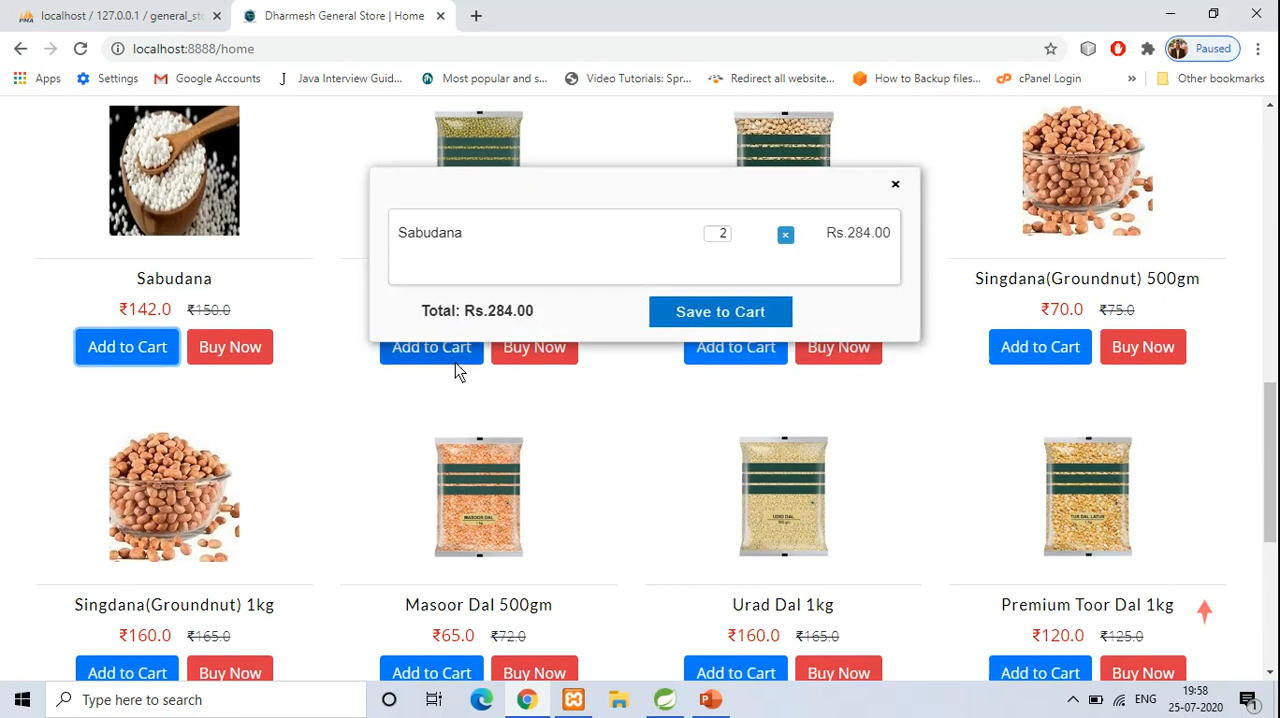 localhost / 127.0.0.1 / general_st
Dharmesh General Store | Home
localhost:8888/home
Paused
Apps
Settings
Google Accounts
Java Interview Guid...
Most popular and s...
Video Tutorials: Spr...
Redirect all website...
How to Backup files...
cPanel Login
»
Other bookmarks
×
Sabudana 2 × Rs.284.00
Total: Rs.284.00 Save to Cart
Sabudana
₹142.0 ₹150.0
Add to Cart Buy Now
Add to Cart Buy Now
Add to Cart Buy Now
Singdana(Groundnut) 500gm
₹70.0 ₹75.0
Add to Cart Buy Now
MASOOR DAL
TUR DAL LATUR
Singdana(Groundnut) 1kg
₹160.0 ₹165.0
Add to Cart Buy Now
Masoor Dal 500gm
₹65.0 ₹72.0
Add to Cart Buy Now
Urad Dal 1kg
₹160.0 ₹165.0
Add to Cart Buy Now
Premium Toor Dal 1kg
₹120.0 ₹125.0
Add to Cart Buy Now
Type here to search
ENG
19:58
25-07-2020
1